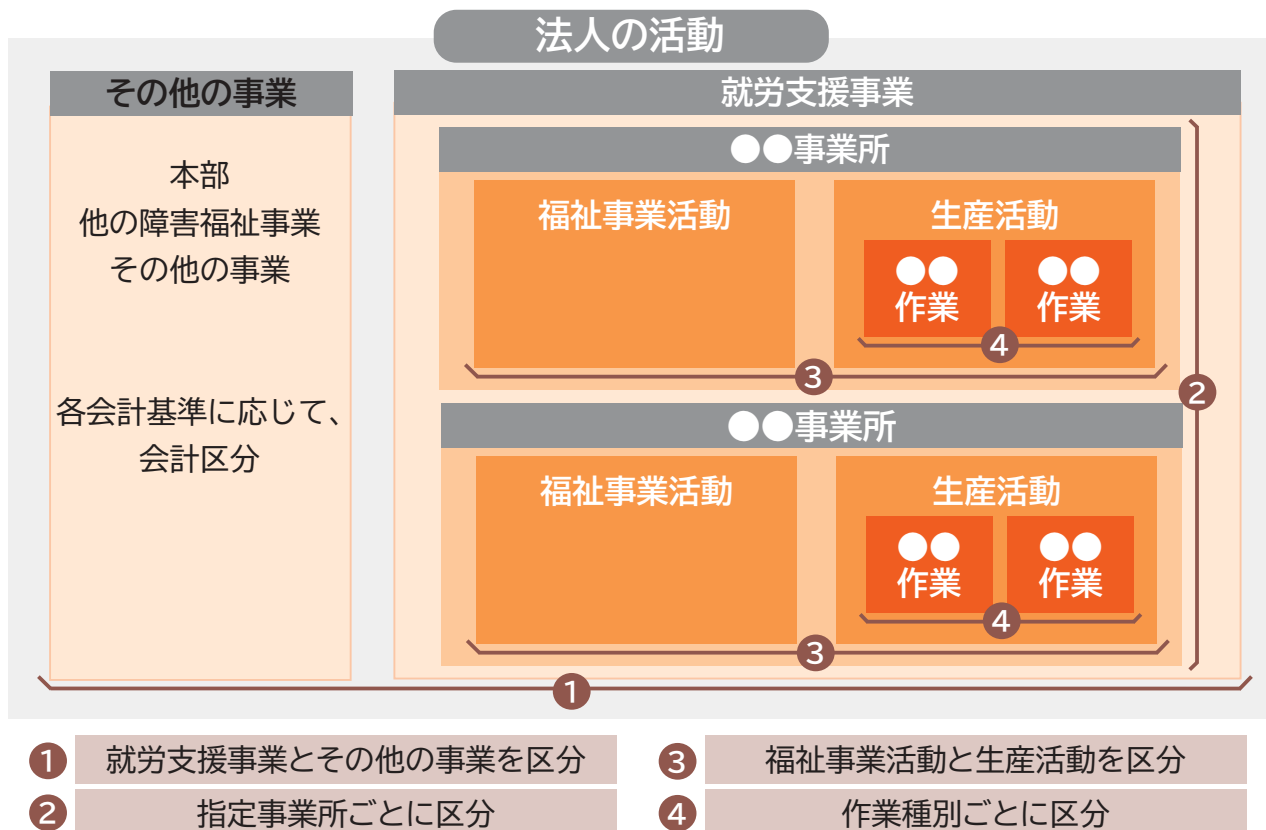 法人の活動
その他の事業
本部
他の障害福祉事業
その他の事業
各会計基準に応じて、
会計区分
就労支援事業
●●事業所
福祉事業活動
生産活動
●●
作業
●●
作業
4
3
●●事業所
福祉事業活動
生産活動
●●
作業
●●
作業
4
3
2
1
1 就労支援事業とその他の事業を区分
2 指定事業所ごとに区分
3 福祉事業活動と生産活動を区分
4 作業種別ごとに区分